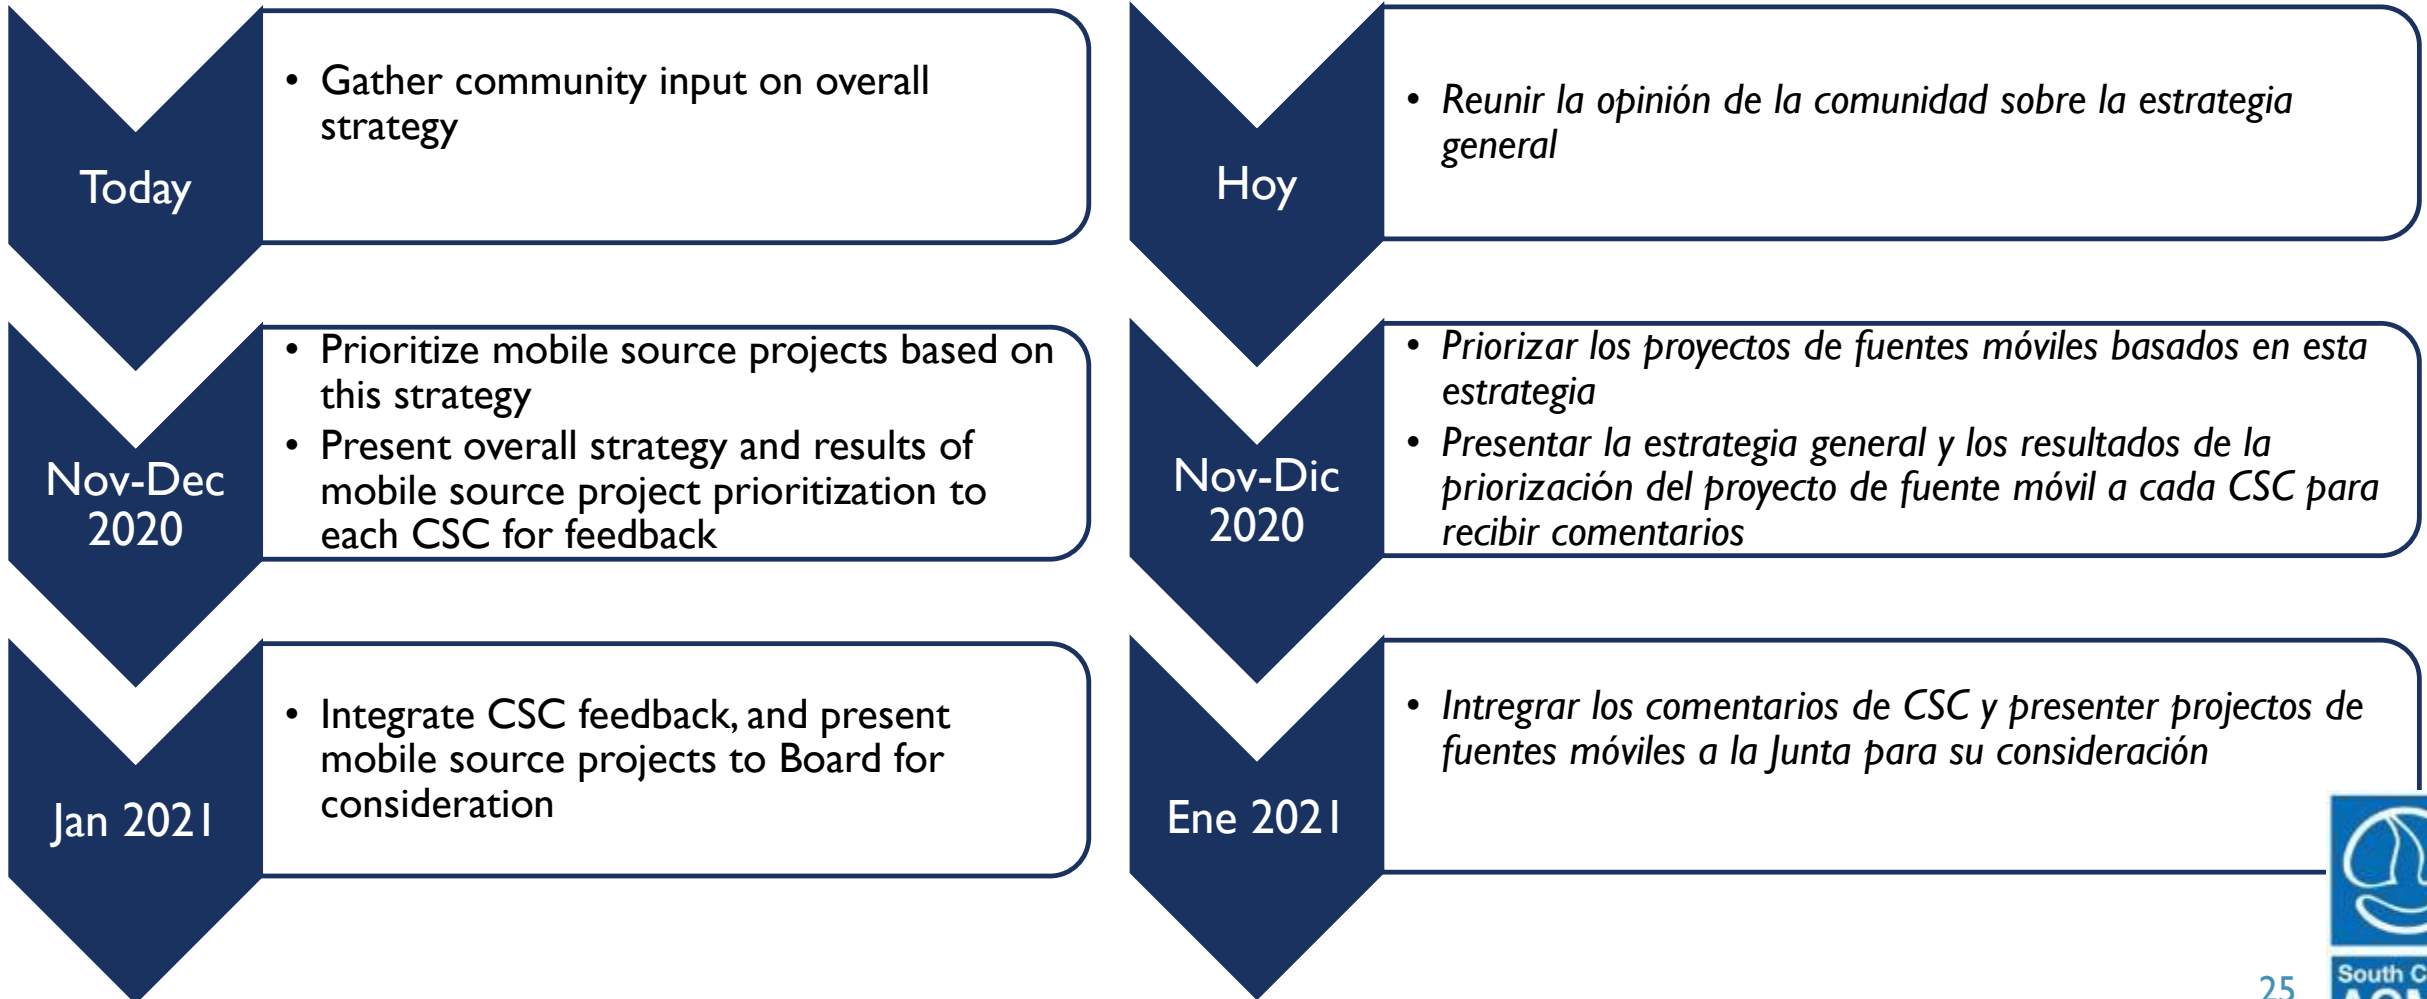 Today
• Gather community input on overall
strategy
Nov-Dec
2020
• Prioritize mobile source projects based on
this strategy
• Present overall strategy and results of
mobile source project prioritization to
each CSC for feedback
Jan 2021
• Integrate CSC feedback, and present
mobile source projects to Board for
consideration
Hoy
• Reunir la opinión de la comunidad sobre la estrategia
general
Nov-Dic
2020
• Priorizar los proyectos de fuentes móviles basados en esta
estrategia
• Presentar la estrategia general y los resultados de la
priorización del proyecto de fuente móvil a cada CSC para
recibir comentarios
Ene 2021
• Intregrar los comentarios de CSC y presenter projectos de
fuentes móviles a la Junta para su consideración
25
South C